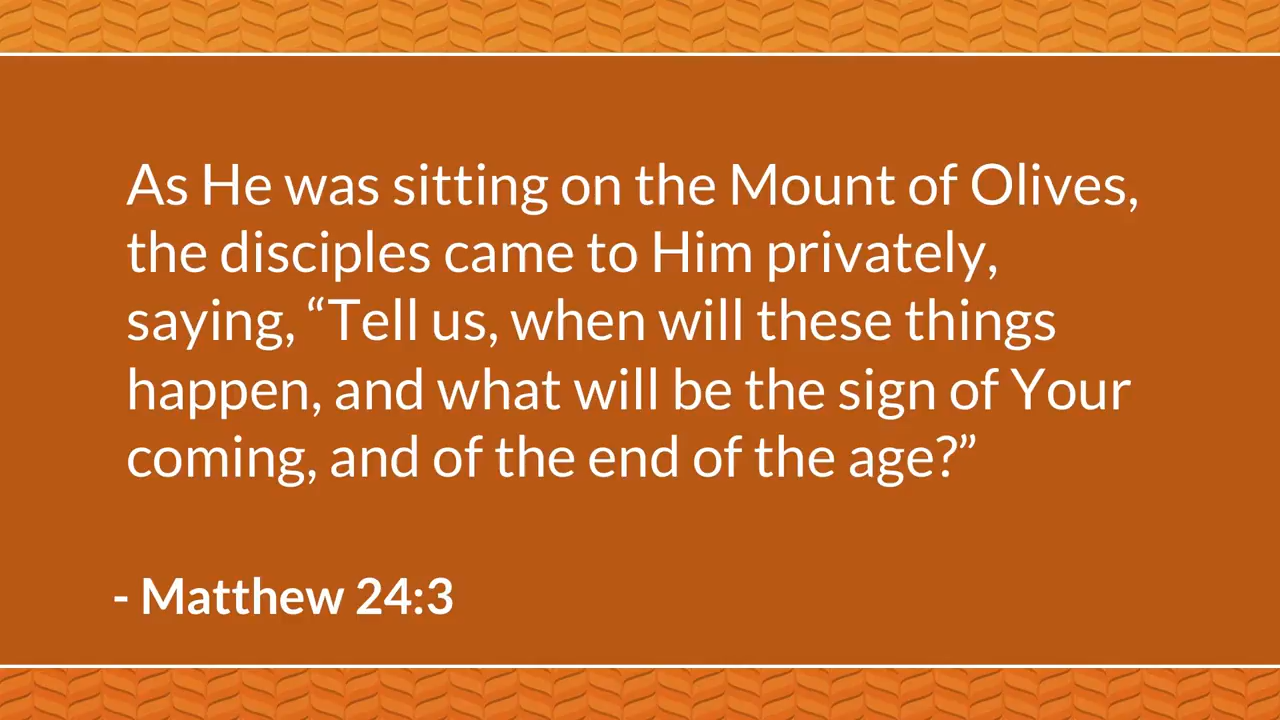 As He was sitting on the Mount of Olives,
the disciples came to Him privately,
saying, “Tell us, when will these things
happen, and what will be the sign of Your
coming, and of the end of the age?”
- Matthew 24:3